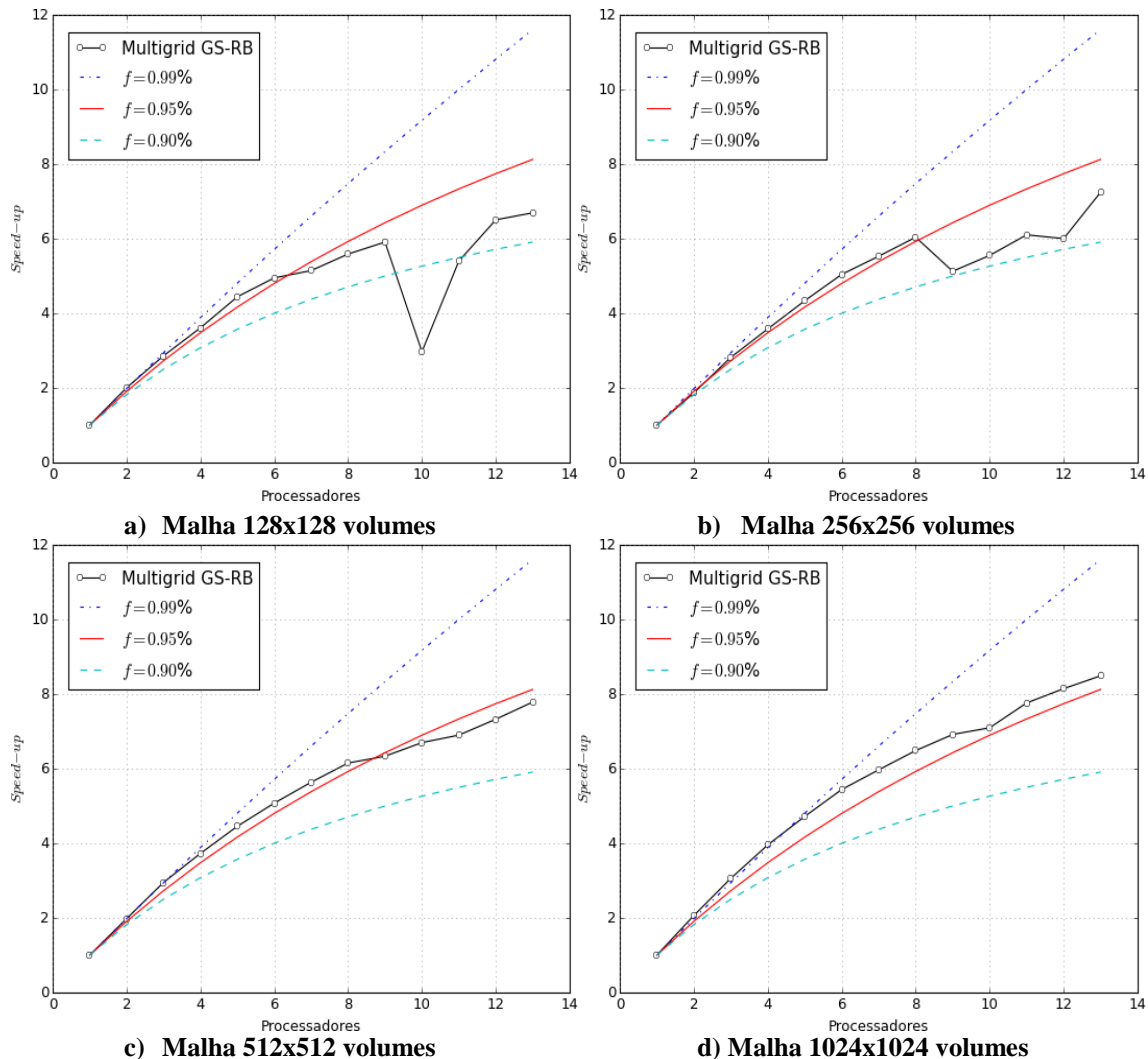 12
10
8
6
4
2
0
Speed−up
Multigrid GS-RB
f=0.99%
f=0.95%
f=0.90%
0 2 4 6 8 10 12 14
Processadores
a) Malha 128x128 volumes
12
10
8
6
4
2
0
Speed−up
Multigrid GS-RB
f=0.99%
f=0.95%
f=0.90%
0 2 4 6 8 10 12 14
Processadores
b) Malha 256x256 volumes
12
10
8
6
4
2
0
Speed−up
Multigrid GS-RB
f=0.99%
f=0.95%
f=0.90%
0 2 4 6 8 10 12 14
Processadores
c) Malha 512x512 volumes
12
10
8
6
4
2
0
Speed−up
Multigrid GS-RB
f=0.99%
f=0.95%
f=0.90%
0 2 4 6 8 10 12 14
Processadores
d) Malha 1024x1024 volumes